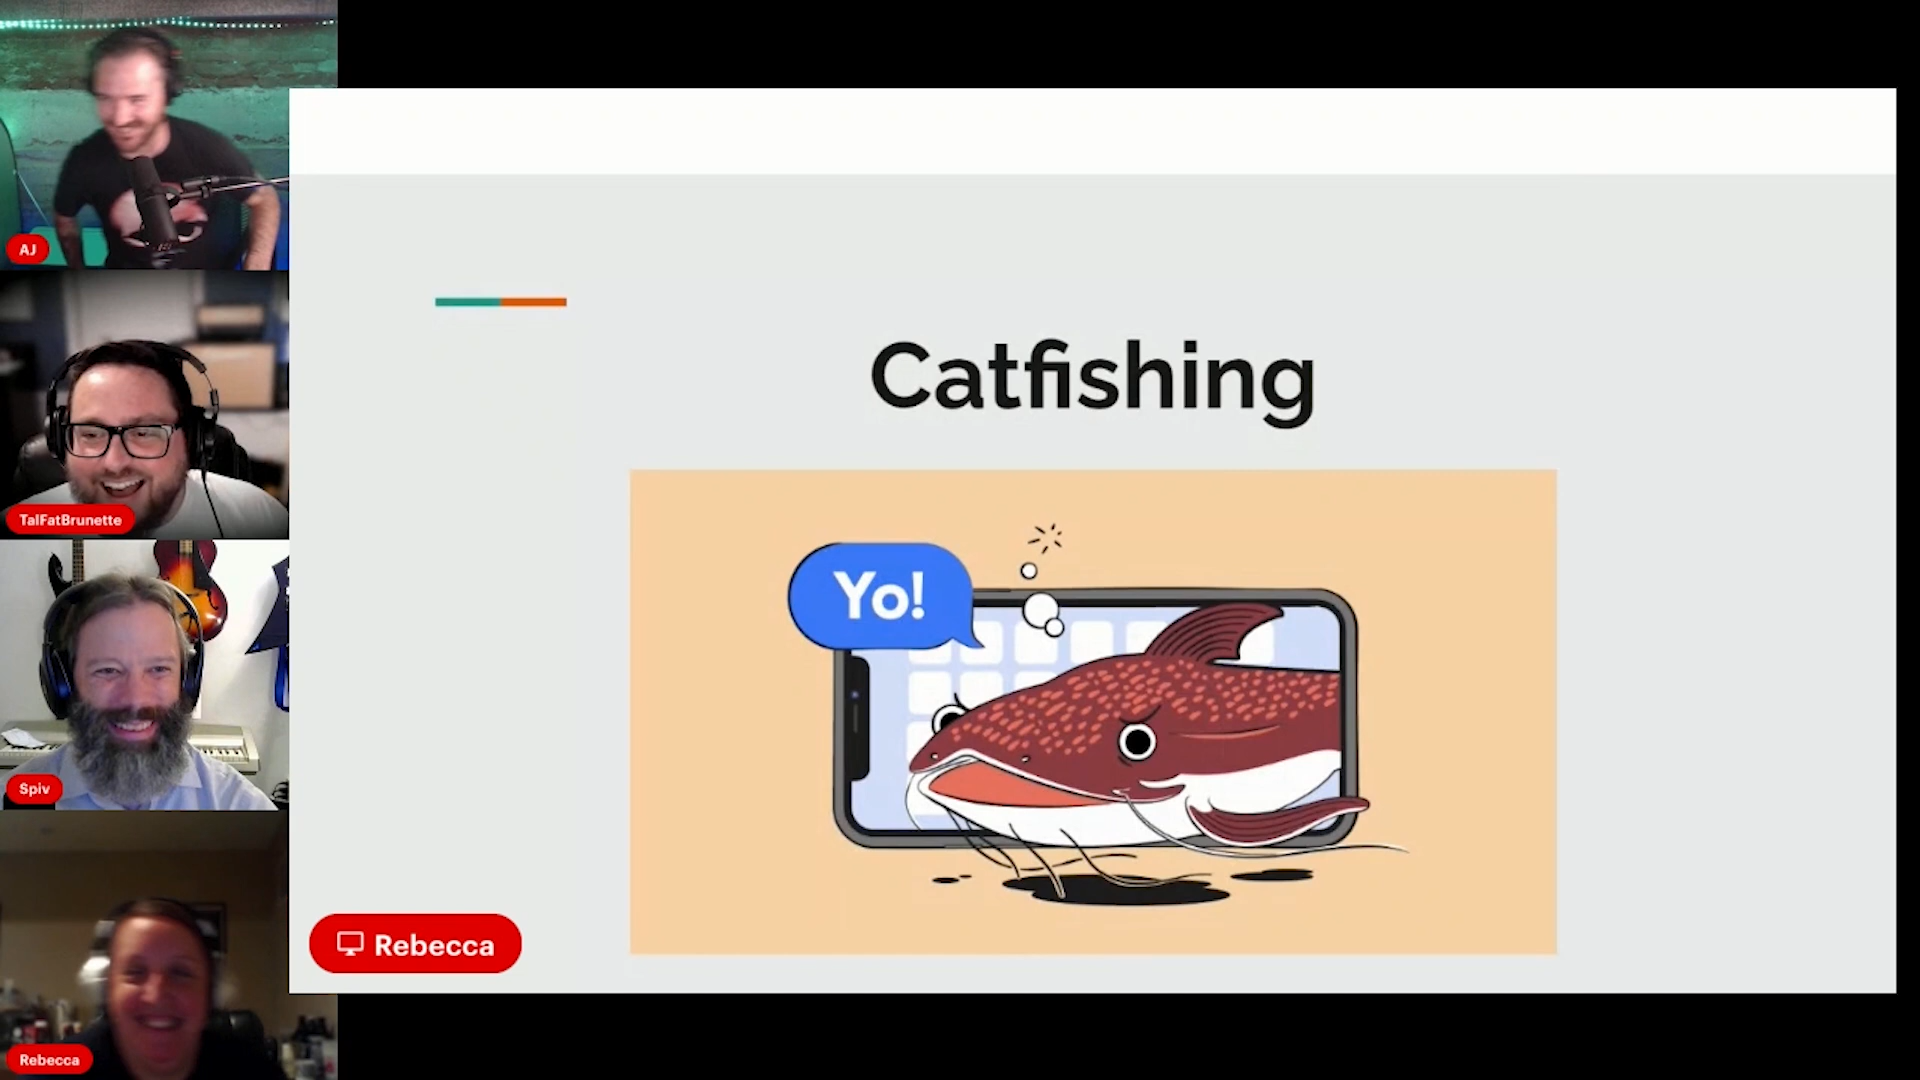 AJ
TalFatBrunette
Spiv
Rebecca
Catfishing
Yo!
Rebecca